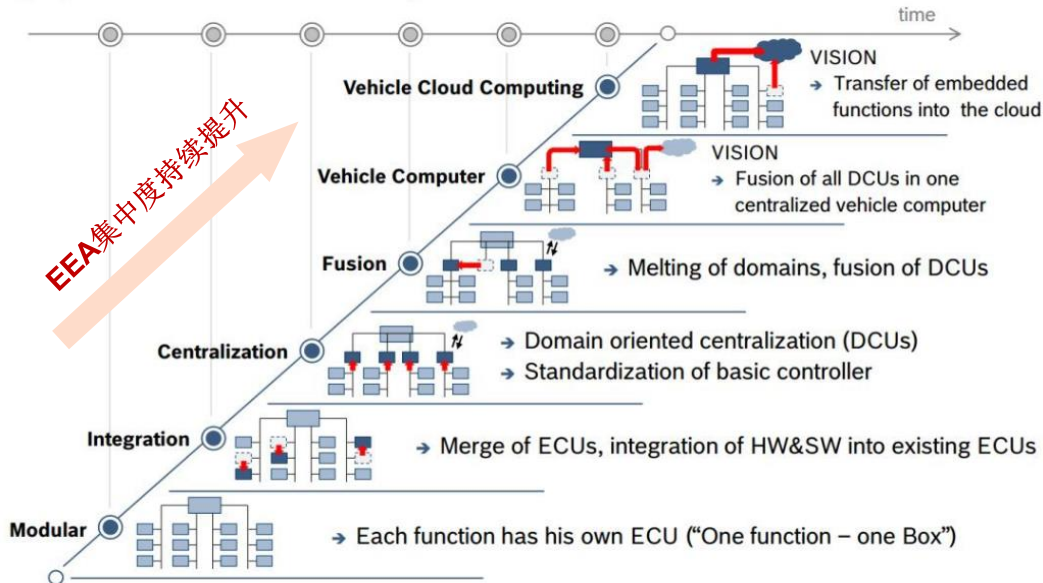 time
VISION
Vehicle Cloud Computing
→ Transfer of embedded
functions into the cloud
VISION
Vehicle Computer
→ Fusion of all DCUs in one
centralized vehicle computer
EEA集中度持续提升
Fusion
→ Melting of domains, fusion of DCUs
Centralization
→ Domain oriented centralization (DCUs)
→ Standardization of basic controller
Integration
→ Merge of ECUs, integration of HW&SW into existing ECUs
Modular
→ Each function has his own ECU (“One function – one Box”)